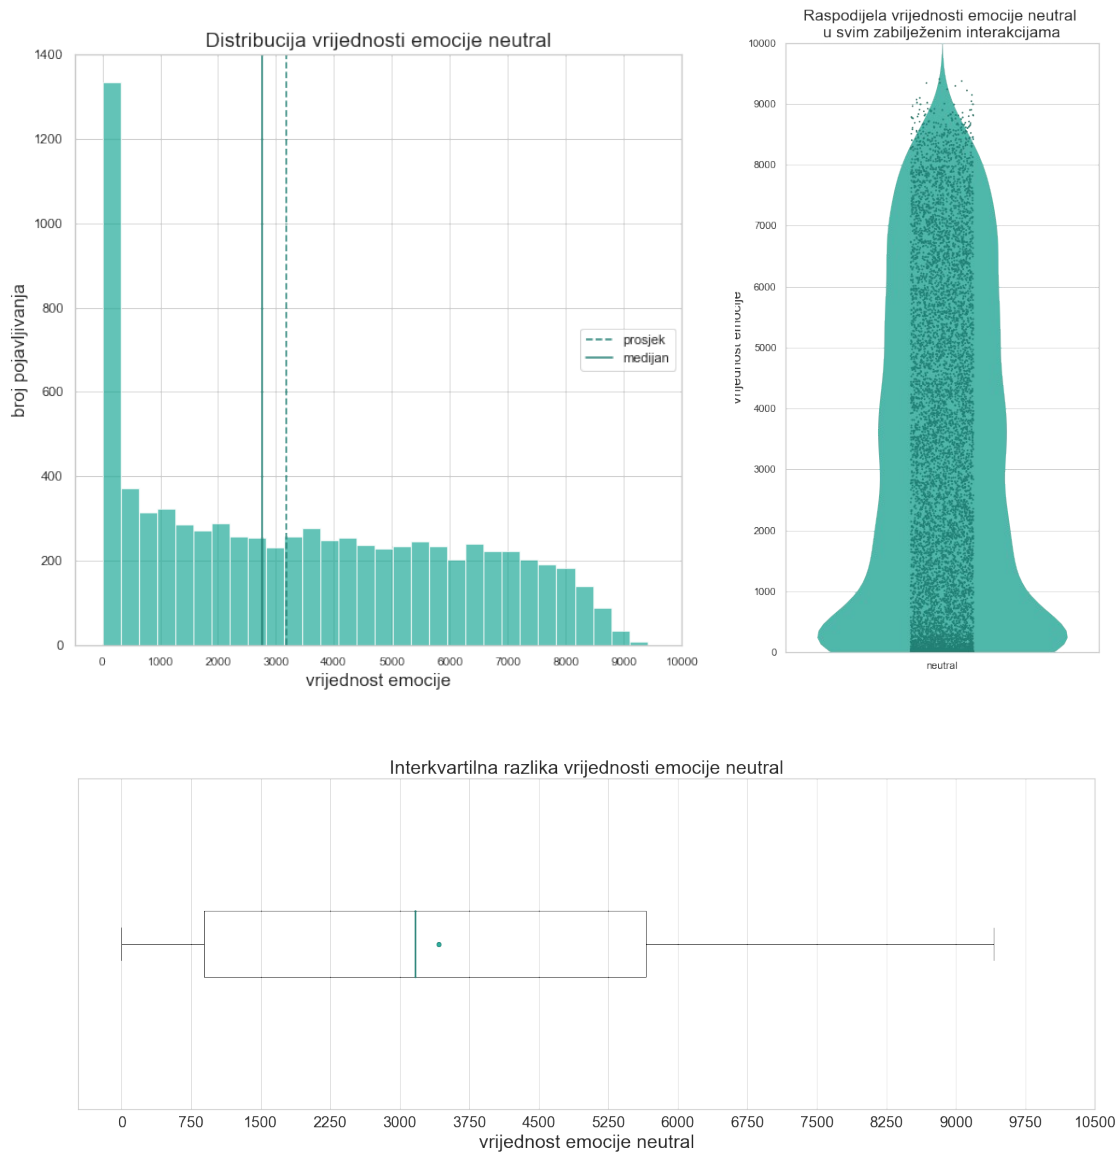 Distribucija vrijednosti emocije neutral
1400
1200
1000
800
600
400
200
0
broj pojavljivanja
prosjek
medijan
0 1000 2000 3000 4000 5000 6000 7000 8000 9000 10000
vrijednost emocije
Raspodijela vrijednosti emocije neutral
u svim zabilježenim interakcijama
10000
9000
8000
7000
6000
5000
4000
3000
2000
1000
0
vrijednost emocije
neutral
Interkvartilna razlika vrijednosti emocije neutral
0 750 1500 2250 3000 3750 4500 5250 6000 6750 7500 8250 9000 9750 10500
vrijednost emocije neutral